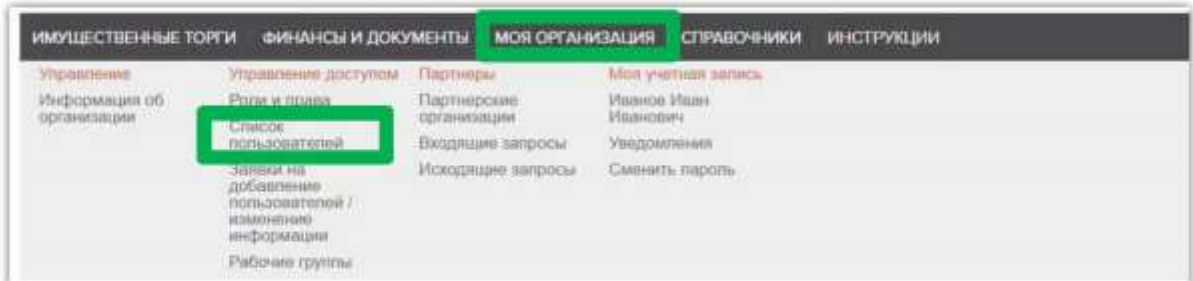 ИМУЩЕСТВЕННЫЕ ТОРГИ ФИНАНСЫ И ДОКУМЕНТЫ МОЯ ОРГАНИЗАЦИЯ СПРАВОЧНИКИ ИНСТРУКЦИИ
Управление
Информация об
организации
Управление доступом
Роли и права
Список
пользователей
Заявки на
добавление
пользователей /
изменение
информации
Рабочие группы
Партнеры
Партнерские
организации
Входящие запросы
Исходящие запросы
Моя учетная запись
Иванов Иван
Иванович
Уведомления
Сменить пароль